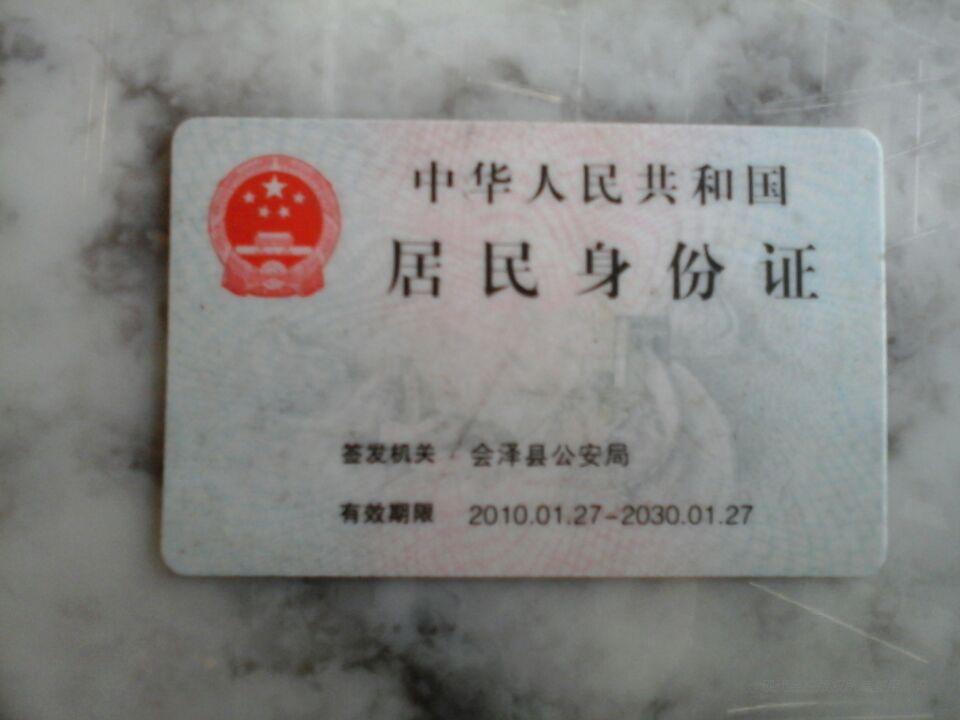 中华人民共和国
居民身份证
签发机关 会泽县公安局
有效期限 2010.01.27-2030.01.27